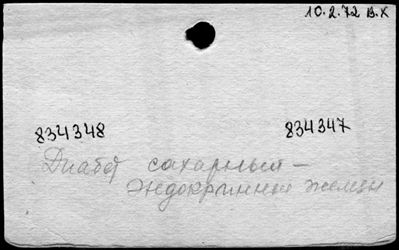 10.2.72 В.Х
834348 834347
Диабет сахарный –
эндокринные железы